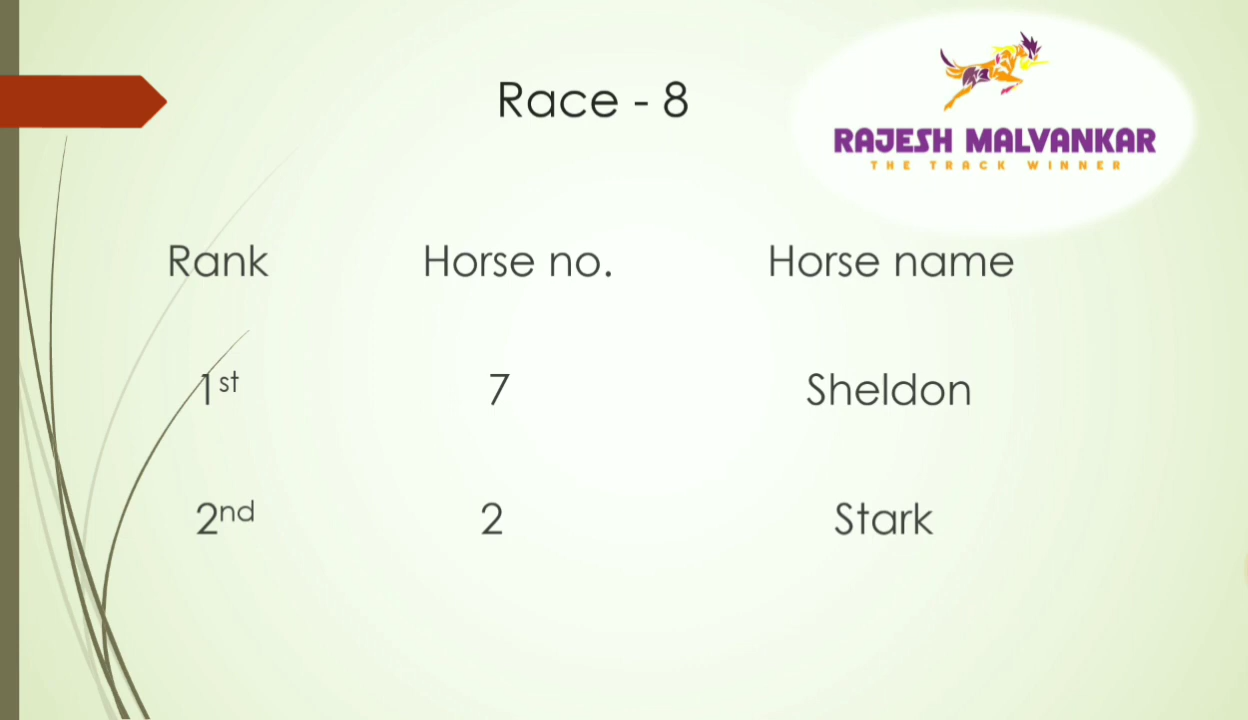 Race - 8
RAJESH MALVANKAR
THE TRACK WINNER
Rank Horse no. Horse name
1st 7 Sheldon
2nd 2 Stark